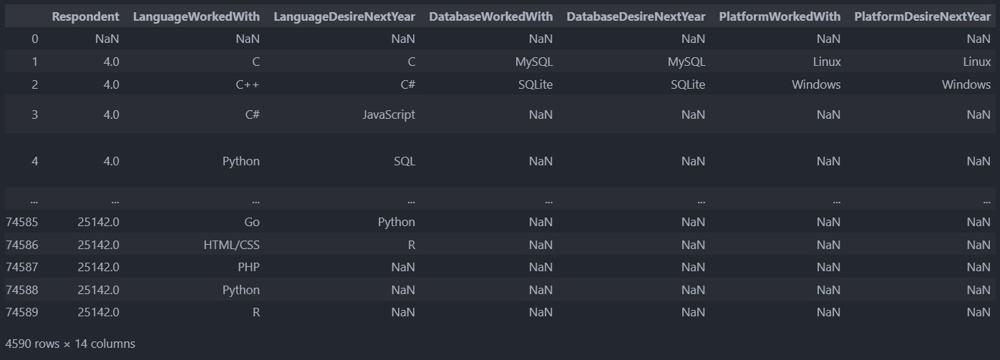 Respondent LanguageWorkedWith LanguageDesireNextYear DatabaseWorkedWith DatabaseDesireNextYear PlatformWorkedWith PlatformDesireNextYear
0 NaN NaN NaN NaN NaN NaN NaN
1 4.0 C C MySQL MySQL Linux Linux
2 4.0 C++ C# SQLite SQLite Windows Windows
3 4.0 C# JavaScript NaN NaN NaN NaN
4 4.0 Python SQL NaN NaN NaN NaN
... ... ... ... ... ... ... ...
74585 25142.0 Go Python NaN NaN NaN NaN
74586 25142.0 HTML/CSS R NaN NaN NaN NaN
74587 25142.0 PHP NaN NaN NaN NaN NaN
74588 25142.0 Python NaN NaN NaN NaN NaN
74589 25142.0 R NaN NaN NaN NaN NaN
4590 rows × 14 columns